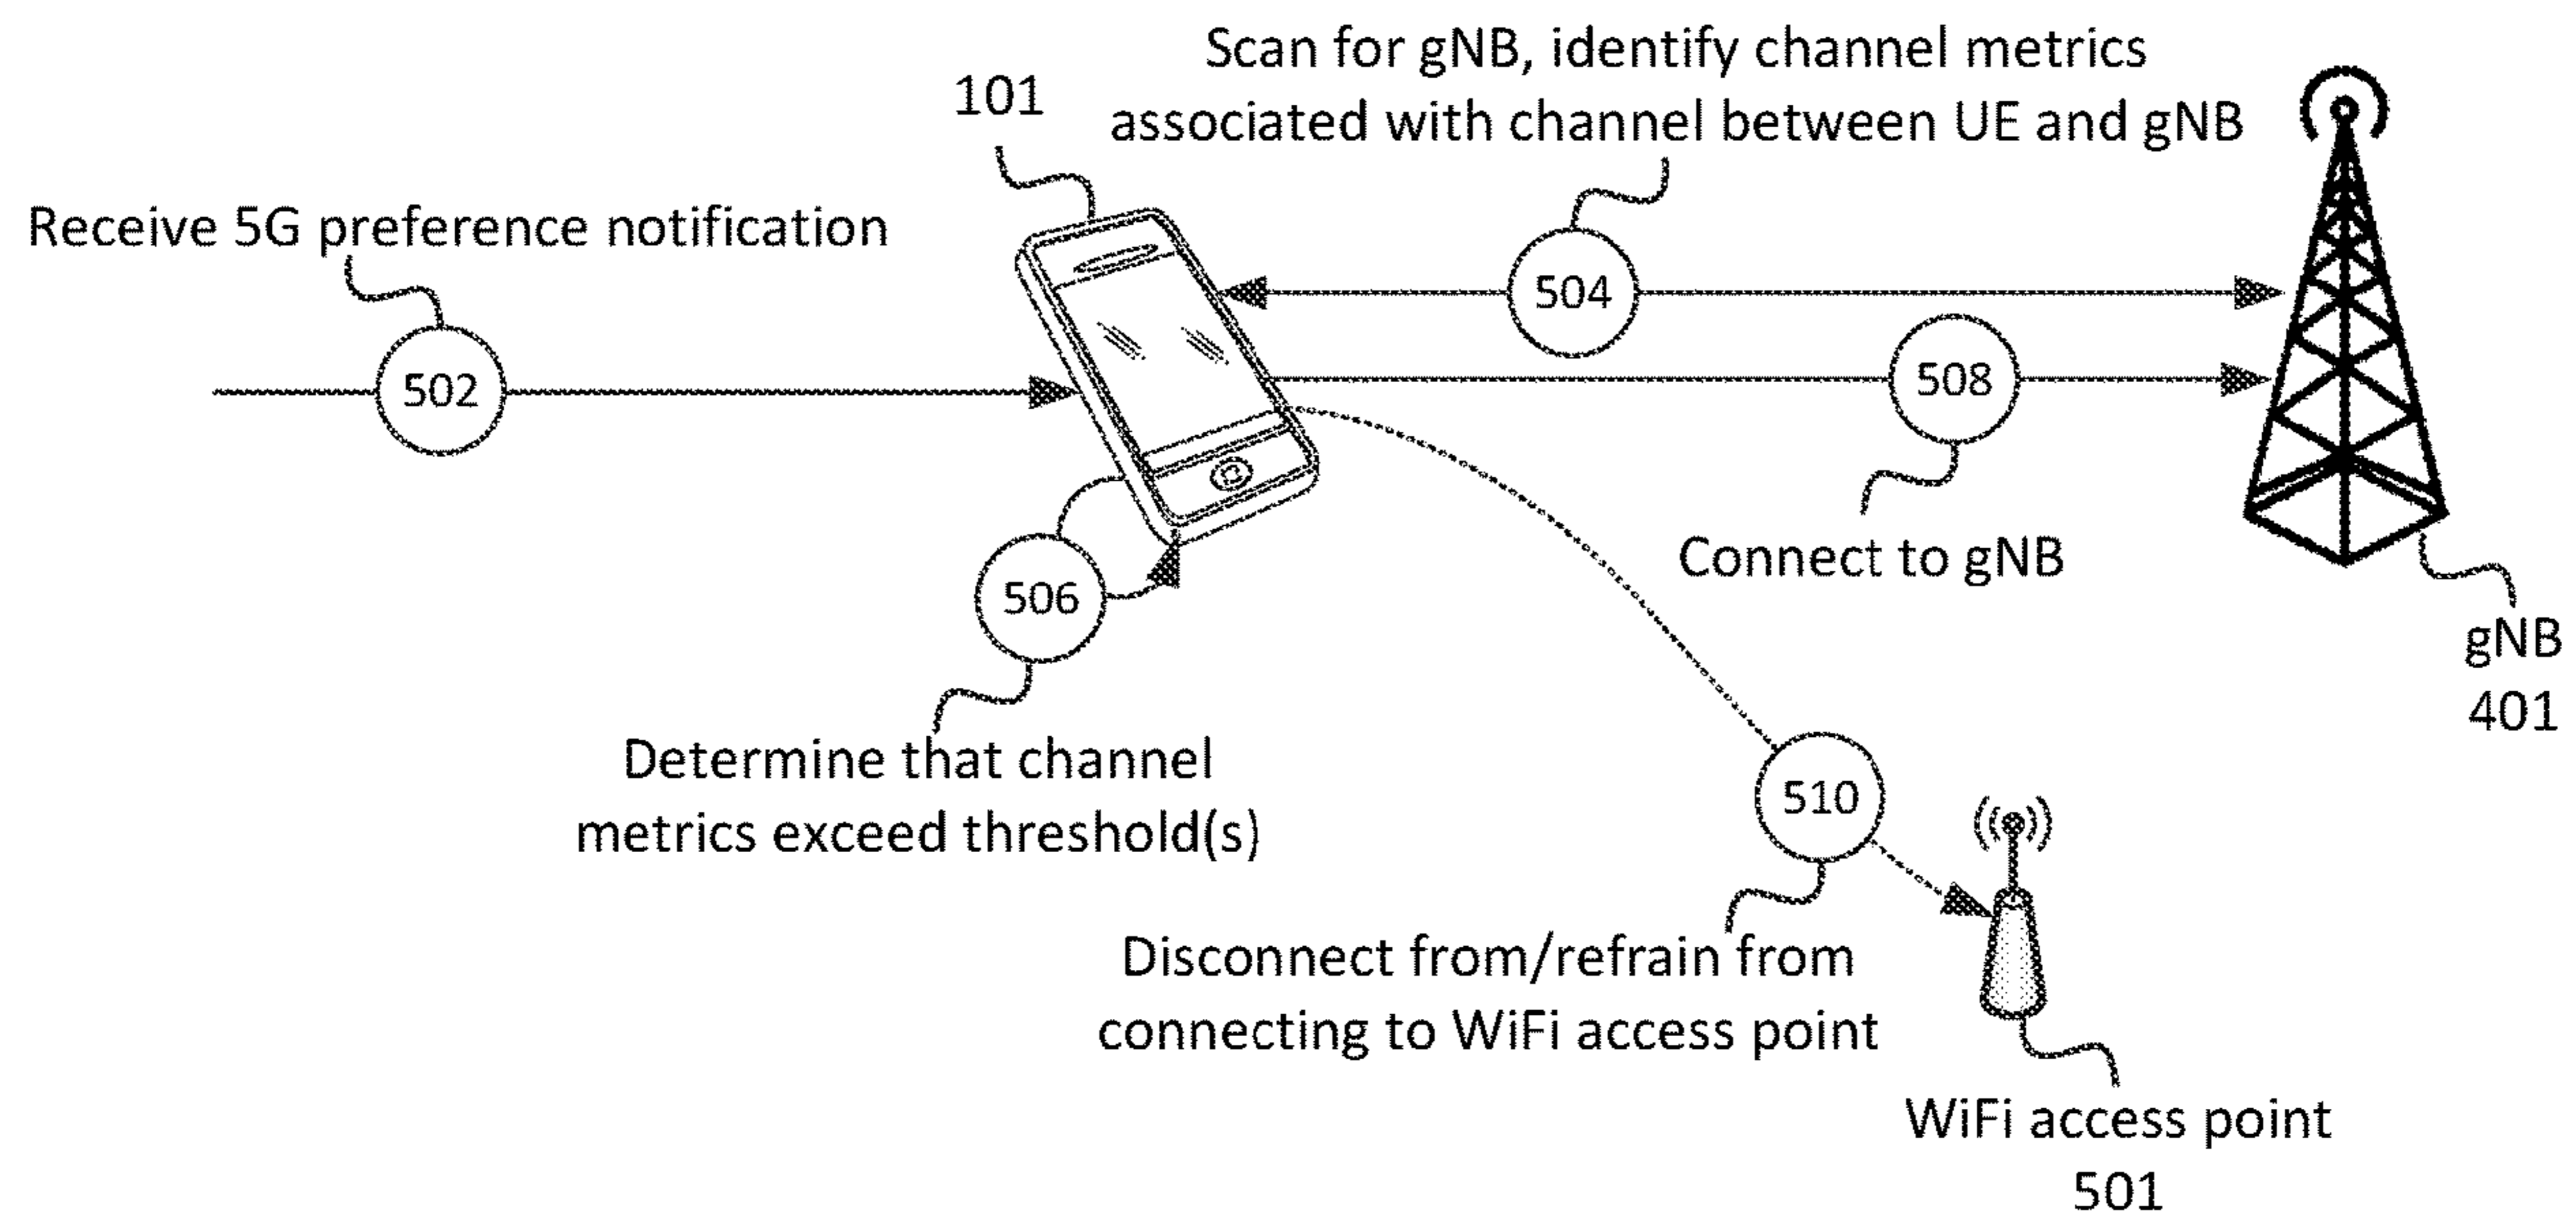 Scan for gNB, identify channel metrics
associated with channel between UE and gNB
101
Receive 5G preference notification
504
502
508
Connect to gNB
506
gNB
401
Determine that channel
metrics exceed threshold(s)
510
Disconnect from/refrain from
connecting to WiFi access point
WiFi access point
501